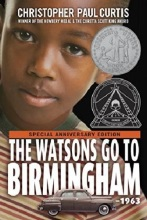 CHRISTOPHER PAUL CURTIS
WINNER OF THE NEWBERY MEDAL & THE CORETTA SCOTT KING AWARD
SPECIAL ANNIVERSARY EDITION
THE WATSONS GO TO
BIRMINGHAM
-1963